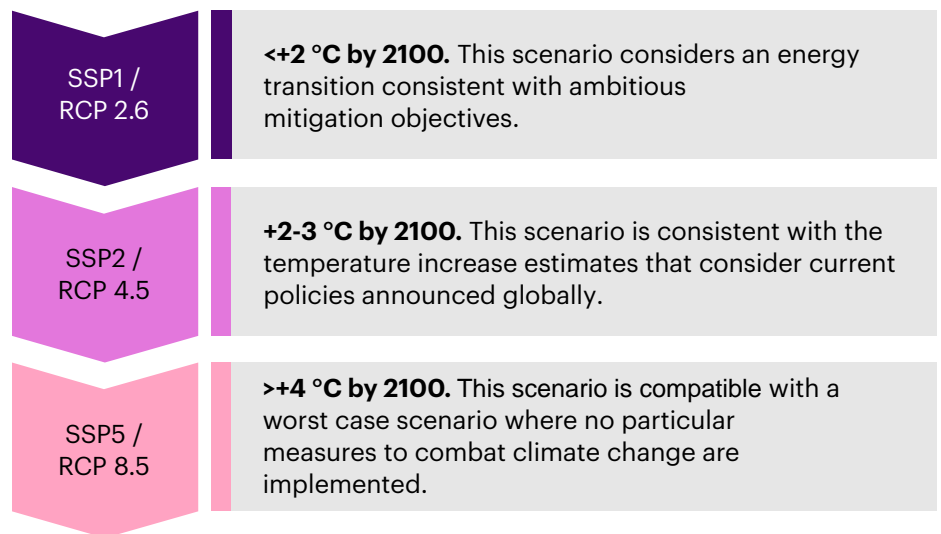 SSP1 /
RCP 2.6
<+2 °C by 2100. This scenario considers an energy
transition consistent with ambitious
mitigation objectives.
SSP2 /
RCP 4.5
+2-3 °C by 2100. This scenario is consistent with the
temperature increase estimates that consider current
policies announced globally.
SSP5 /
RCP 8.5
>+4 °C by 2100. This scenario is compatible with a
worst case scenario where no particular
measures to combat climate change are
implemented.